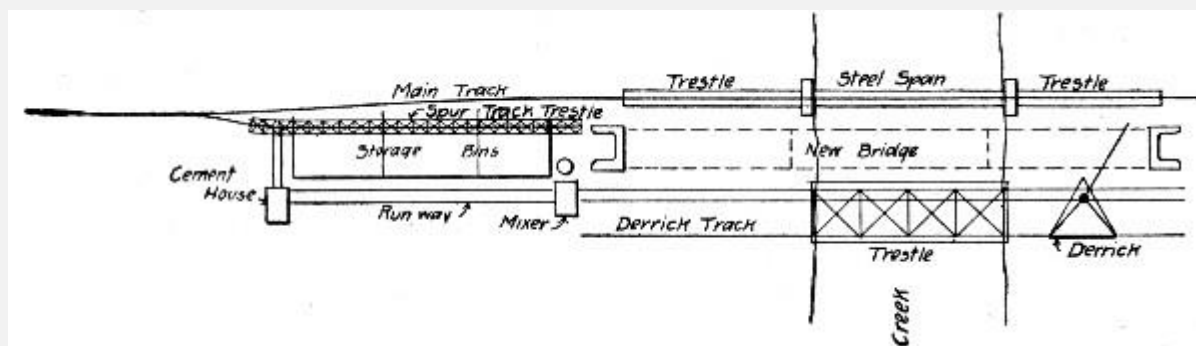 Main Track
Trestle
Steel Span
Trestle
Spur Track Trestle
Storage Bins
New Bridge
Cement
House
Run way
Mixer
Derrick Track
Trestle
Derrick
Creek